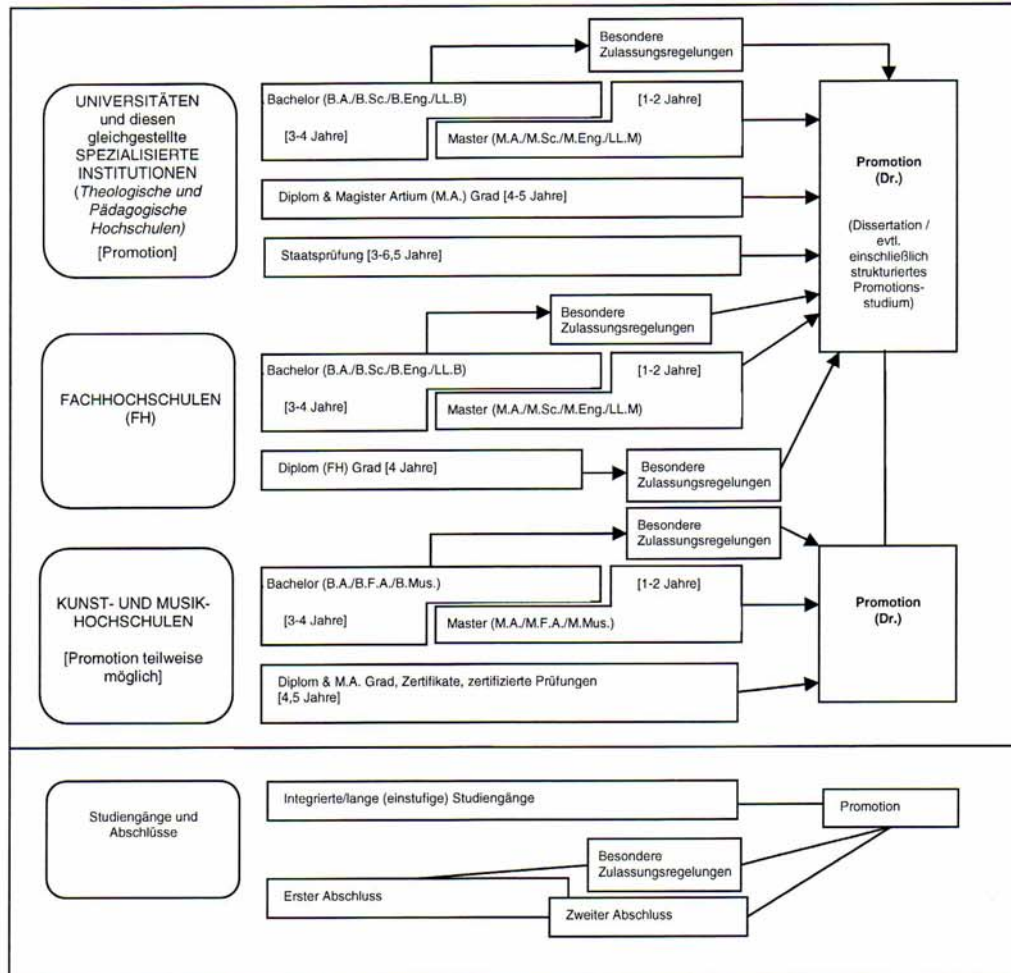 Besondere
Zulassungsregelungen
UNIVERSITÄTEN
und diesen
gleichgestellte
SPEZIALISIERTE
INSTITUTIONEN
(Theologische und
Pädagogische
Hochschulen)
[Promotion]
Bachelor (B.A./B.Sc./B.Eng./LL.B)
[3-4 Jahre]
[1-2 Jahre]
Master (M.A./M.Sc./M.Eng./LL.M)
Diplom & Magister Artium (M.A.) Grad [4-5 Jahre]
Staatsprüfung [3-6,5 Jahre]
Promotion
(Dr.)
(Dissertation /
evtl.
einschließlich
strukturiertes
Promotions-
studium)
FACHHOCHSCHULEN
(FH)
Besondere
Zulassungsregelungen
Bachelor (B.A./B.Sc./B.Eng./LL.B)
[3-4 Jahre]
[1-2 Jahre]
Master (M.A./M.Sc./M.Eng./LL.M)
Diplom (FH) Grad [4 Jahre]
Besondere
Zulassungsregelungen
KUNST- UND MUSIK-
HOCHSCHULEN
[Promotion teilweise
möglich]
Besondere
Zulassungsregelungen
Bachelor (B.A./B.F.A./B.Mus.)
[3-4 Jahre]
[1-2 Jahre]
Master (M.A./M.F.A./M.Mus.)
Diplom & M.A. Grad, Zertifikate, zertifizierte Prüfungen
[4,5 Jahre]
Promotion
(Dr.)
Studiengänge und
Abschlüsse
Integrierte/lange (einstufige) Studiengänge
Promotion
Besondere
Zulassungsregelungen
Erster Abschluss
Zweiter Abschluss